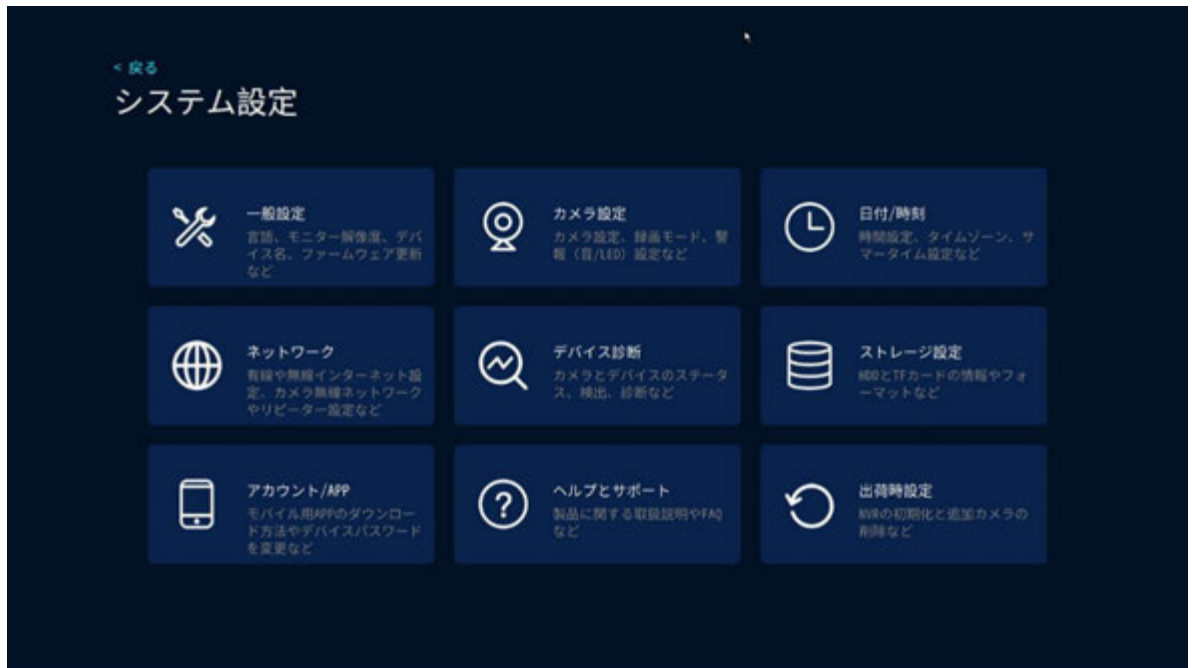 < 戻る
システム設定
一般設定
言語、モニター解像度、デバ
イス名、ファームウェア更新
など
カメラ設定
カメラ設定、録画モード、警
報（音/LED）設定など
日付/時刻
時間設定、タイムゾーン、サ
マータイム設定など
ネットワーク
有線や無線インターネット設
定、カメラ無線ネットワーク
やリピーター設定など
デバイス診断
カメラとデバイスのステータ
ス、検出、診断など
ストレージ設定
HDDとTFカードの情報やフォ
ーマットなど
アカウント/APP
モバイル用APPのダウンロー
ド方法やデバイスパスワード
を変更など
ヘルプとサポート
製品に関する取扱説明やFAQ
など
出荷時設定
NVRの初期化と追加カメラの
削除など